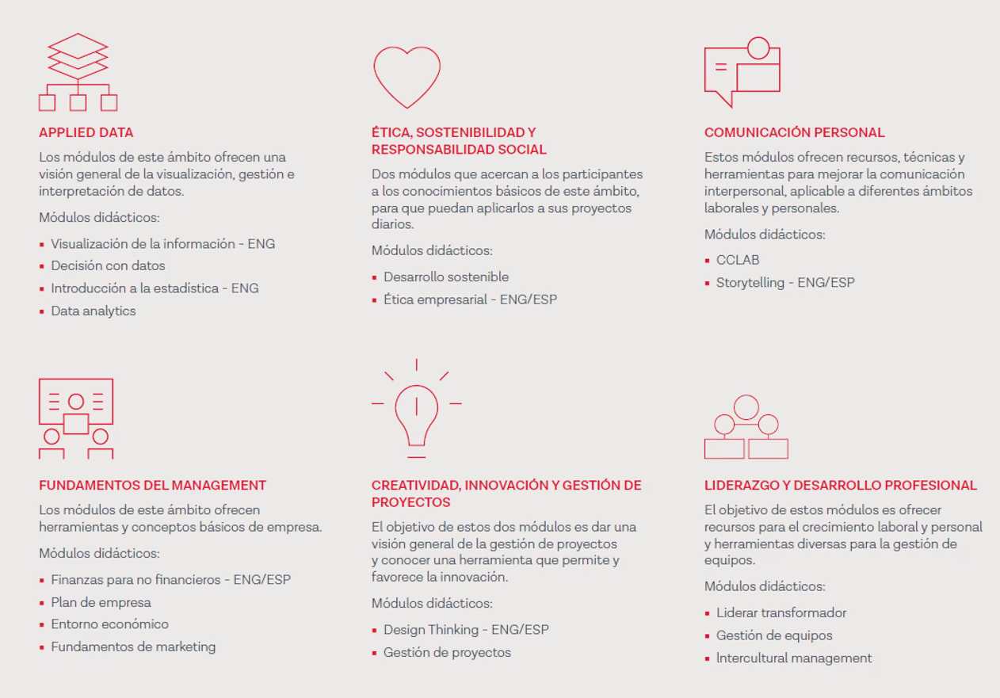 APPLIED DATA
Los módulos de este ámbito ofrecen una
visión general de la visualización, gestión e
interpretación de datos.
Módulos didácticos:
▪ Visualización de la información - ENG
▪ Decisión con datos
▪ Introducción a la estadística - ENG
▪ Data analytics
ÉTICA, SOSTENIBILIDAD Y
RESPONSABILIDAD SOCIAL
Dos módulos que acercan a los participantes
a los conocimientos básicos de este ámbito,
para que puedan aplicarlos a sus proyectos
diarios.
Módulos didácticos:
▪ Desarrollo sostenible
▪ Ética empresarial - ENG/ESP
COMUNICACIÓN PERSONAL
Estos módulos ofrecen recursos, técnicas y
herramientas para mejorar la comunicación
interpersonal, aplicable a diferentes ámbitos
laborales y personales.
Módulos didácticos:
▪ CCLAB
▪ Storytelling - ENG/ESP
FUNDAMENTOS DEL MANAGEMENT
Los módulos de este ámbito ofrecen
herramientas y conceptos básicos de empresa.
Módulos didácticos:
▪ Finanzas para no financieros - ENG/ESP
▪ Plan de empresa
▪ Entorno económico
▪ Fundamentos de marketing
CREATIVIDAD, INNOVACIÓN Y GESTIÓN DE
PROYECTOS
El objetivo de estos dos módulos es dar una
visión general de la gestión de proyectos
y conocer una herramienta que permite y
favorece la innovación.
Módulos didácticos:
▪ Design Thinking - ENG/ESP
▪ Gestión de proyectos
LIDERAZGO Y DESARROLLO PROFESIONAL
El objetivo de estos módulos es ofrecer
recursos para el crecimiento laboral y personal
y herramientas diversas para la gestión de
equipos.
Módulos didácticos:
▪ Liderar transformador
▪ Gestión de equipos
▪ Intercultural management